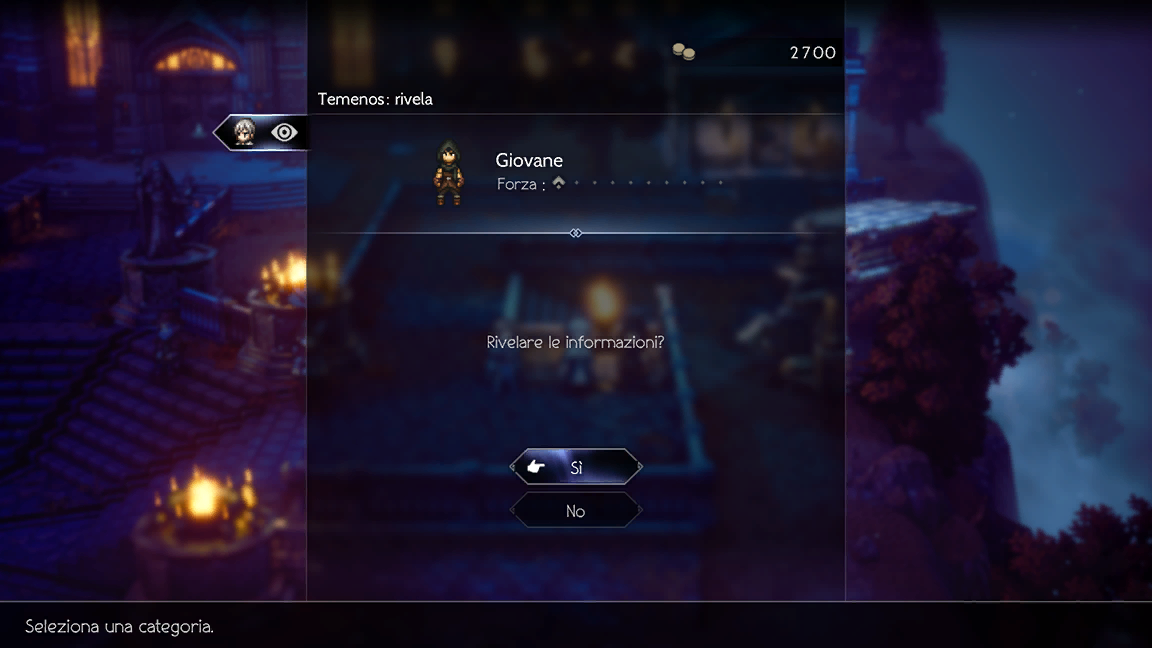 2700
Temenos: rivela
Giovane
Forza :
Rivelare le informazioni?
Sì
No
Seleziona una categoria.